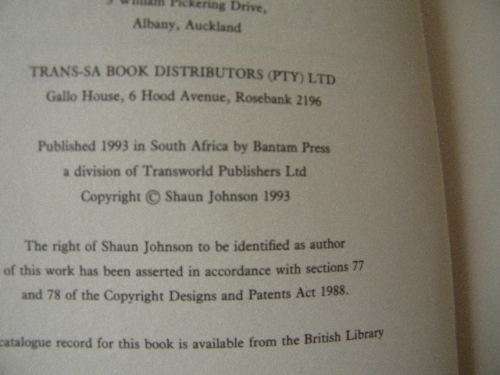 William Pickering Drive,
Albany, Auckland
TRANS-SA BOOK DISTRIBUTORS (PTY) LTD
Gallo House, 6 Hood Avenue, Rosebank 2196
Published 1993 in South Africa by Bantam Press
a division of Transworld Publishers Ltd
Copyright © Shaun Johnson 1993
The right of Shaun Johnson to be identified as author
of this work has been asserted in accordance with sections 77
and 78 of the Copyright Designs and Patents Act 1988.
catalogue record for this book is available from the British Library